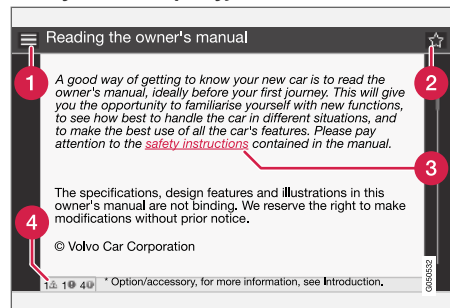 Reading the owner's manual
1
2
A good way of getting to know your new car is to read the
owner's manual, ideally before your first journey. This will give
you the opportunity to familiarise yourself with new functions,
to see how best to handle the car in different situations, and
to make the best use of all the car's features. Please pay
attention to the safety instructions contained in the manual.
3
The specifications, design features and illustrations in this
owner's manual are not binding. We reserve the right to make
modifications without prior notice.
4
© Volvo Car Corporation
1 1 4 * Option/accessory, for more information, see Introduction.
G050532